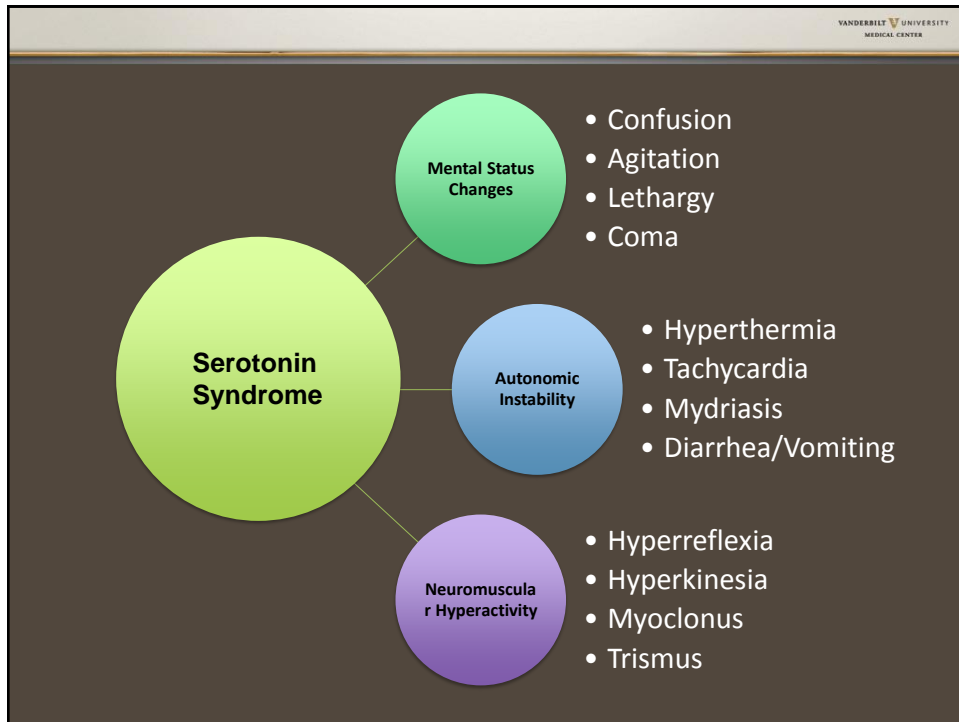 VANDERBILT V UNIVERSITY
MEDICAL CENTER
Mental Status
Changes
• Confusion
• Agitation
• Lethargy
• Coma
Serotonin
Syndrome
Autonomic
Instability
• Hyperthermia
• Tachycardia
• Mydriasis
• Diarrhea/Vomiting
Neuromuscula
r Hyperactivity
• Hyperreflexia
• Hyperkinesia
• Myoclonus
• Trismus